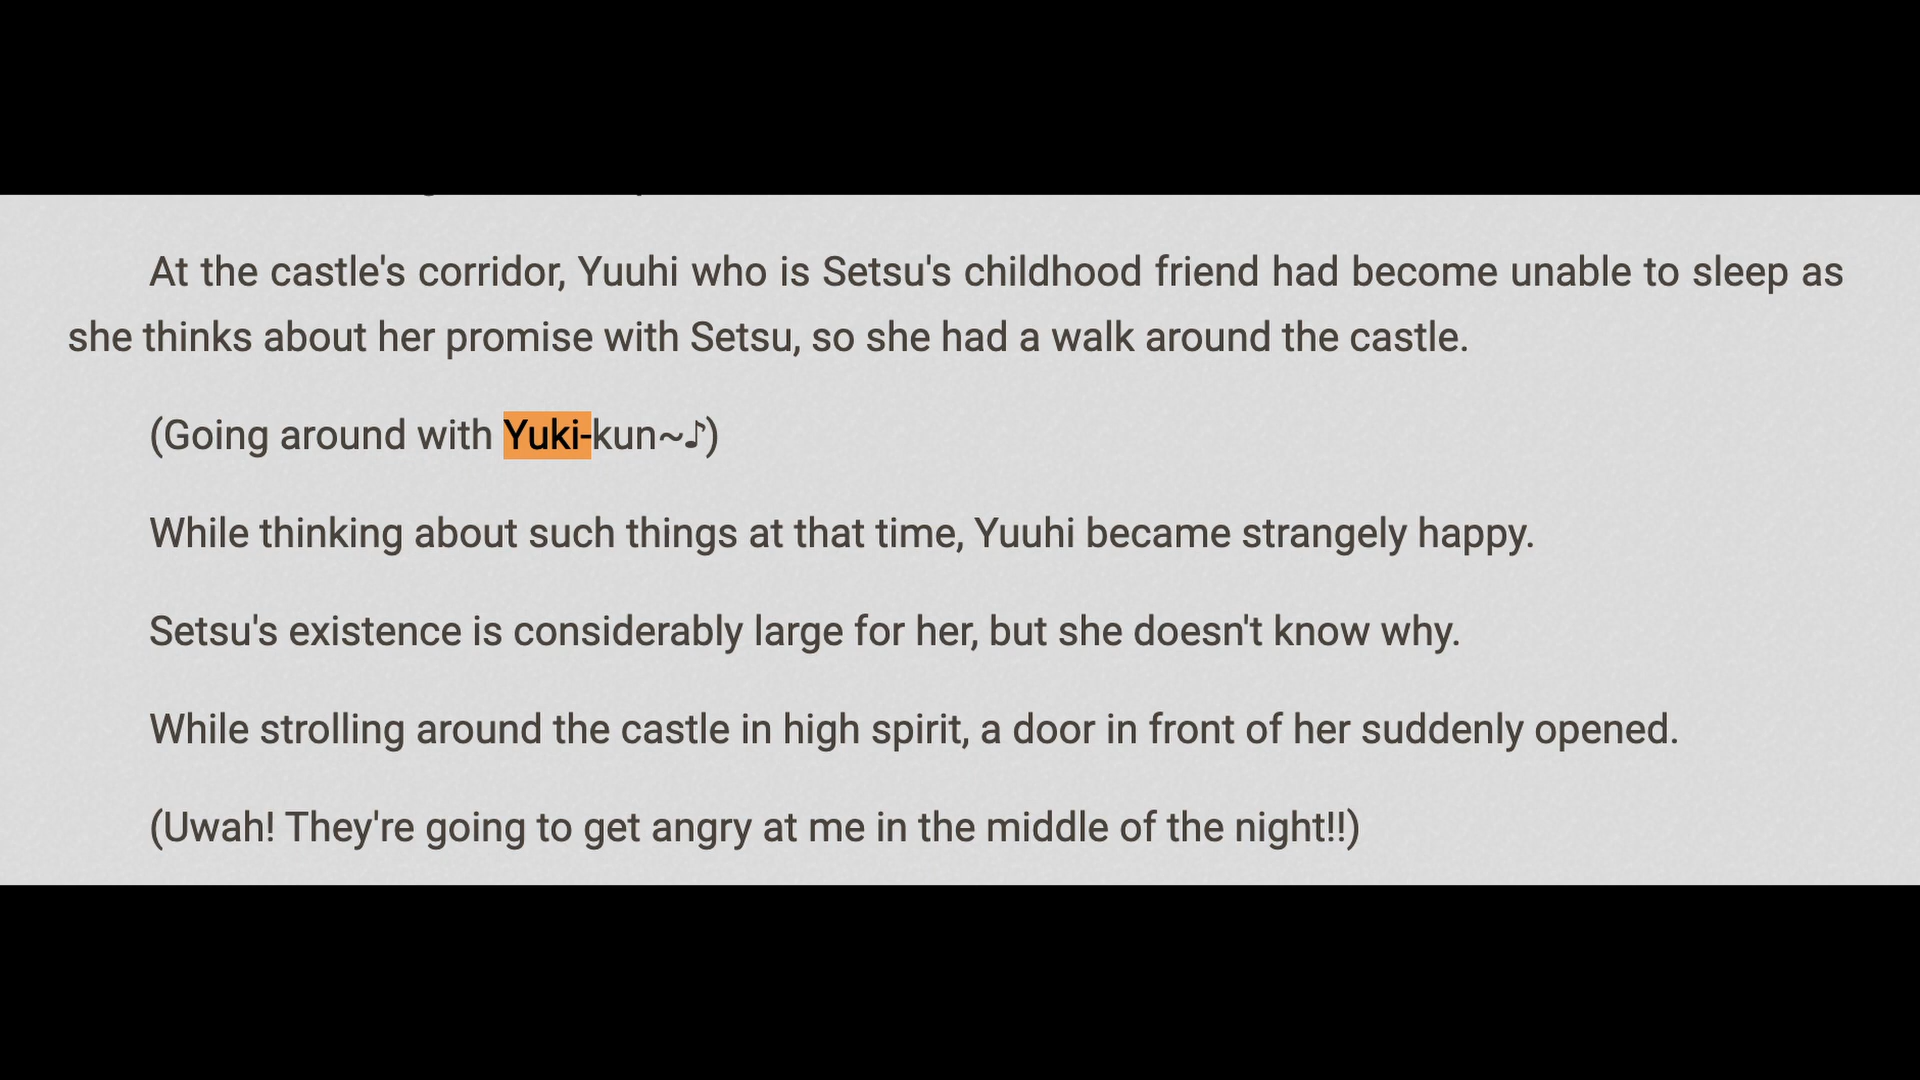 At the castle's corridor, Yuuhi who is Setsu's childhood friend had become unable to sleep as
she thinks about her promise with Setsu, so she had a walk around the castle.
(Going around with Yuki-kun~♪)
While thinking about such things at that time, Yuuhi became strangely happy.
Setsu's existence is considerably large for her, but she doesn't know why.
While strolling around the castle in high spirit, a door in front of her suddenly opened.
(Uwah! They're going to get angry at me in the middle of the night!!)